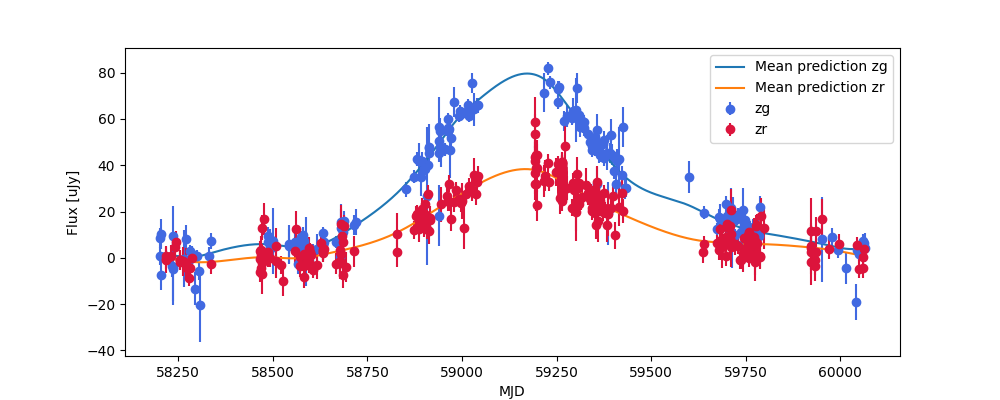 80
60
40
20
0
−20
−40
Flux [uJy]
58250
58500
58750
59000
59250
59500
59750
60000
MJD
Mean prediction zg
Mean prediction zr
zg
zr